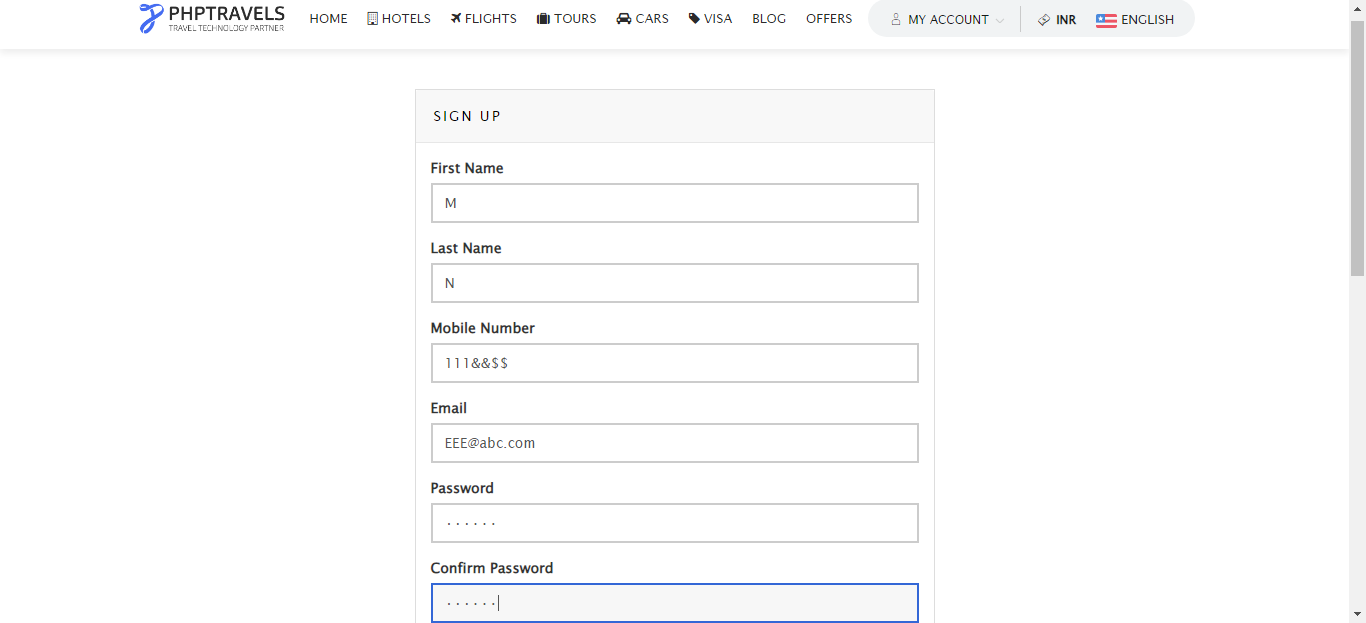 PHPTRAVELS
TRAVEL TECHNOLOGY PARTNER
HOME HOTELS FLIGHTS TOURS CARS VISA BLOG OFFERS MY ACCOUNT INR ENGLISH
SIGN UP
First Name
M
Last Name
N
Mobile Number
111&&$$
Email
EEE@abc.com
Password
······
Confirm Password
······